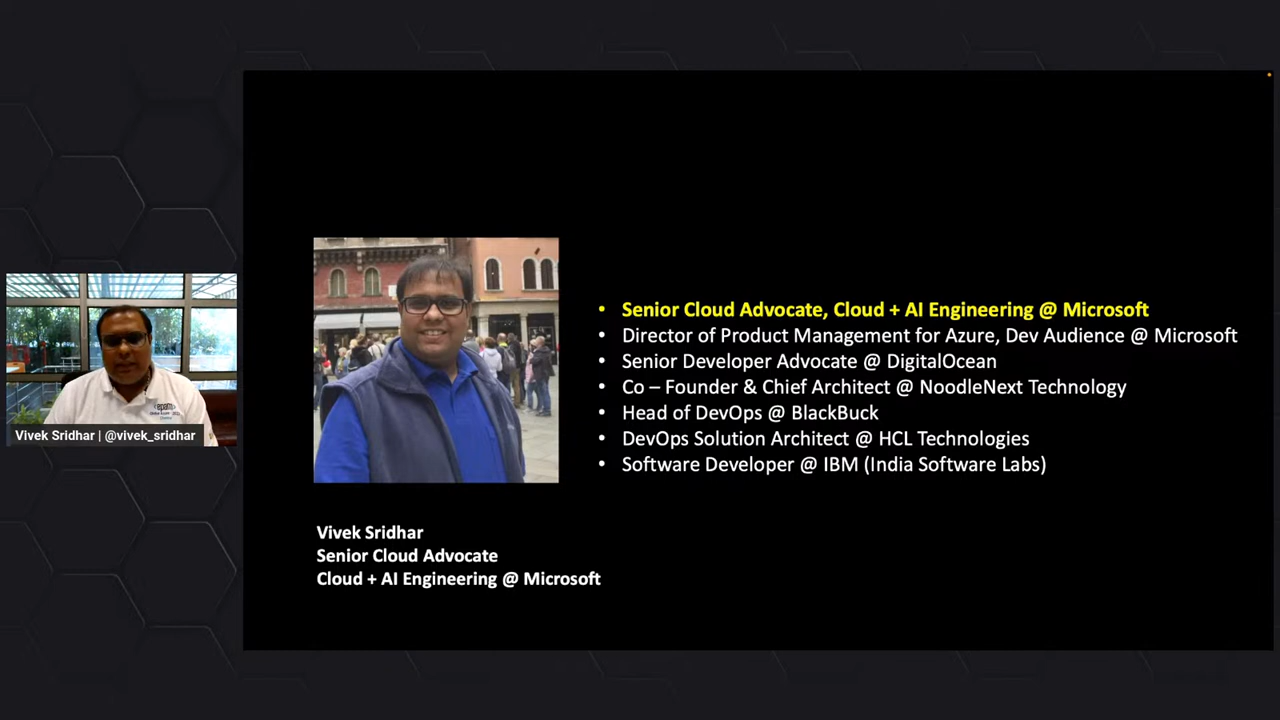 Senior Cloud Advocate, Cloud + AI Engineering @ Microsoft
Director of Product Management for Azure, Dev Audience @ Microsoft
Senior Developer Advocate @ DigitalOcean
Co – Founder & Chief Architect @ NoodleNext Technology
Head of DevOps @ BlackBuck
DevOps Solution Architect @ HCL Technologies
Software Developer @ IBM (India Software Labs)
<epam>
Vivek Sridhar | @vivek_sridhar
Vivek Sridhar
Senior Cloud Advocate
Cloud + AI Engineering @ Microsoft